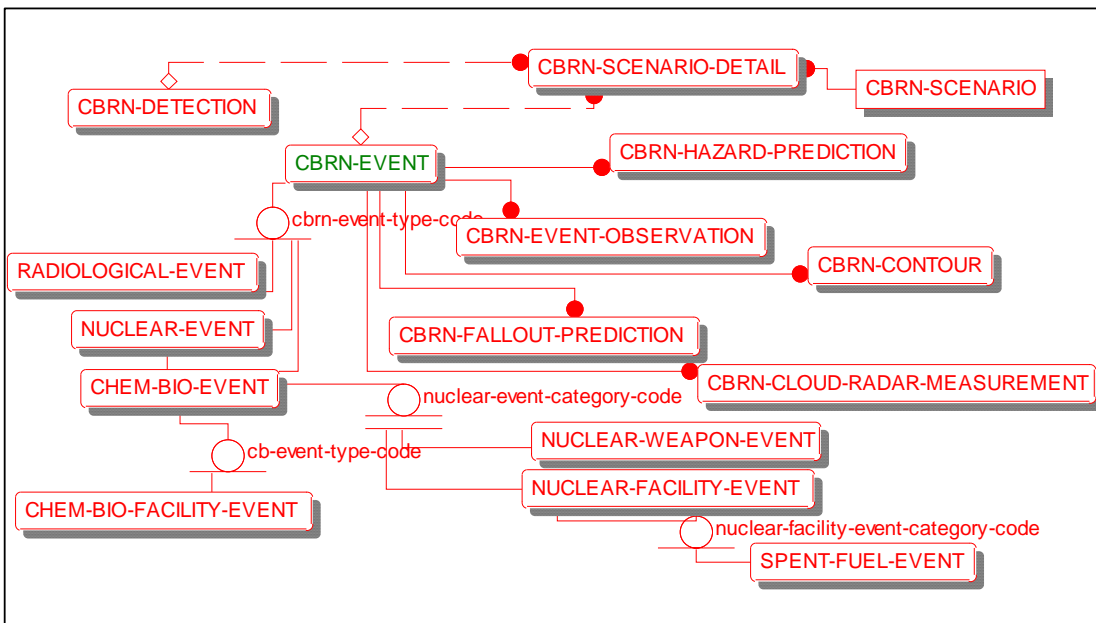 CBRN-SCENARIO-DETAIL
CBRN-SCENARIO
CBRN-DETECTION
CBRN-EVENT
CBRN-HAZARD-PREDICTION
cbrn-event-type-code
CBRN-EVENT-OBSERVATION
RADIOLOGICAL-EVENT
CBRN-CONTOUR
NUCLEAR-EVENT
CBRN-FALLOUT-PREDICTION
CHEM-BIO-EVENT
CBRN-CLOUD-RADAR-MEASUREMENT
nuclear-event-category-code
NUCLEAR-WEAPON-EVENT
cb-event-type-code
NUCLEAR-FACILITY-EVENT
CHEM-BIO-FACILITY-EVENT
nuclear-facility-event-category-code
SPENT-FUEL-EVENT